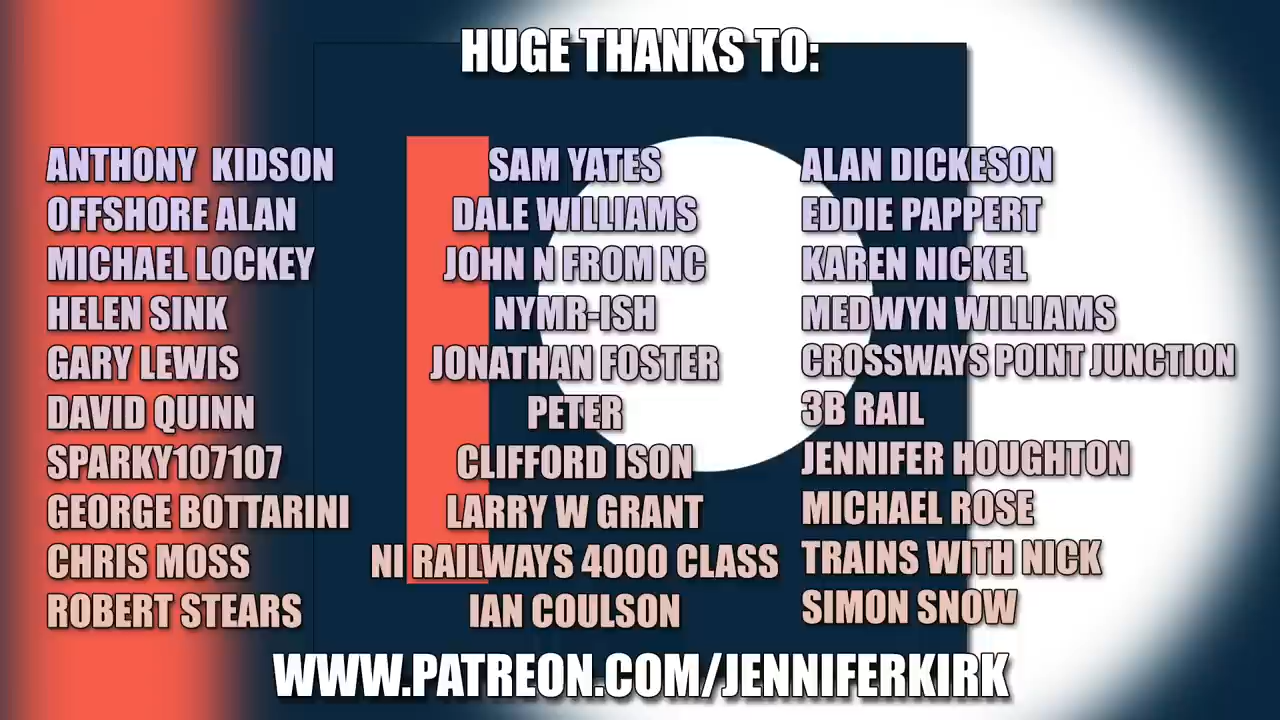 HUGE THANKS TO:
ANTHONY KIDSON
OFFSHORE ALAN
MICHAEL LOCKEY
HELEN SINK
GARY LEWIS
DAVID QUINN
SPARKY107107
GEORGE BOTTARINI
CHRIS MOSS
ROBERT STEARS
SAM YATES
DALE WILLIAMS
JOHN N FROM NC
NYMR-ISH
JONATHAN FOSTER
PETER
CLIFFORD ISON
LARRY W GRANT
NI RAILWAYS 4000 CLASS
IAN COULSON
ALAN DICKESON
EDDIE PAPPERT
KAREN NICKEL
MEDWYN WILLIAMS
CROSSWAYS POINT JUNCTION
3B RAIL
JENNIFER HOUGHTON
MICHAEL ROSE
TRAINS WITH NICK
SIMON SNOW
WWW.PATREON.COM/JENNIFERKIRK